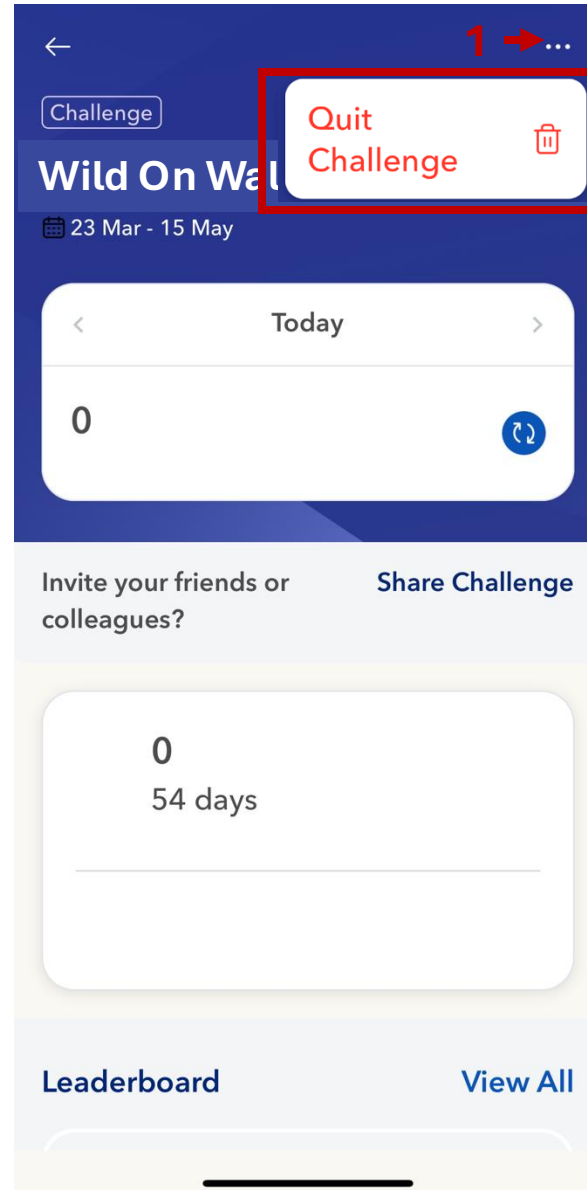 1
...
Challenge
Quit
Challenge
Wild On
23 Mar - 15 May
Today
0
Invite your friends or
colleagues?
Share Challenge
0
54 days
Leaderboard
View All